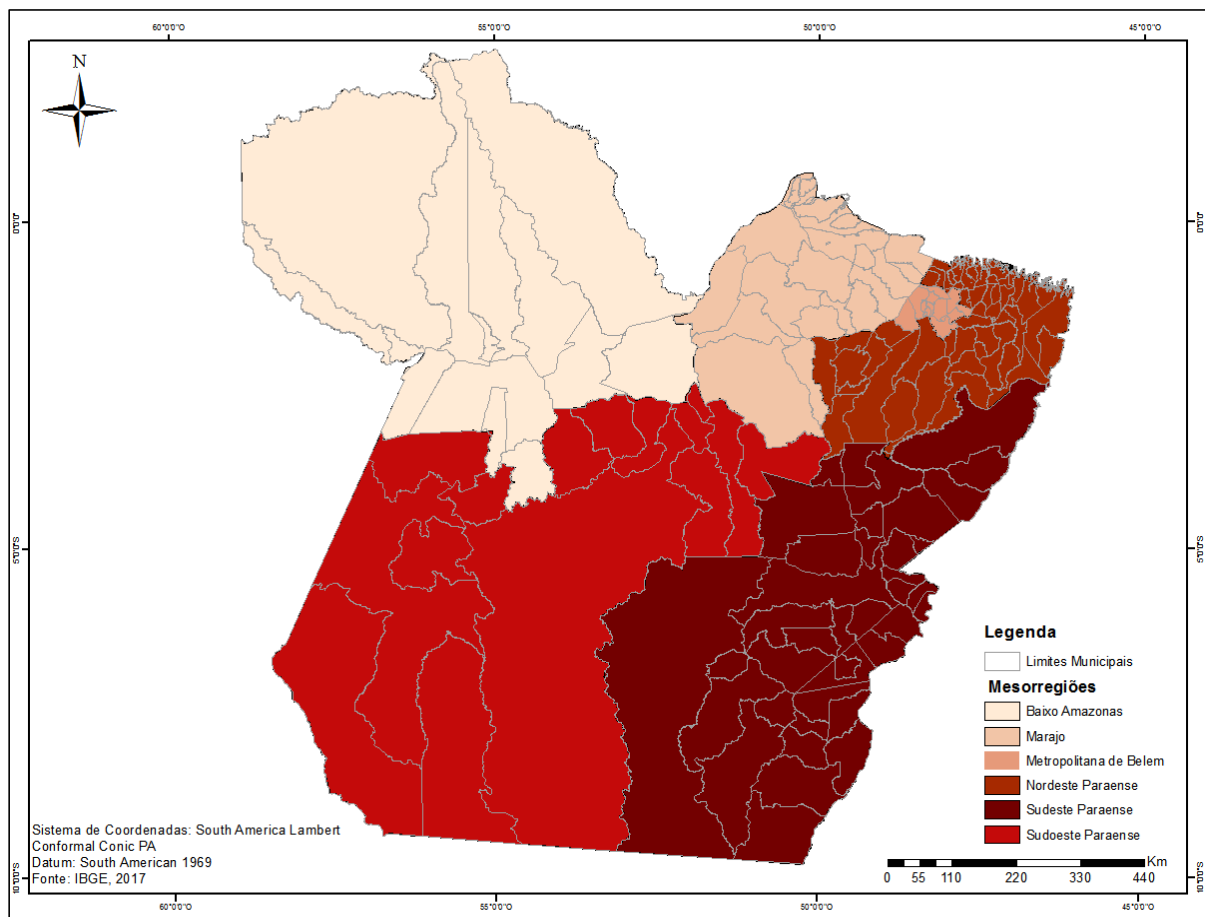 60°0'0"O 55°0'0"O 50°0'0"O 45°0'0"O
N
0°0'0" 0°0'0"
5°0'0"S 5°0'0"S
Legenda
Limites Municipais
Mesorregiões
Baixo Amazonas
Marajo
Metropolitana de Belem
Nordeste Paraense
Sudeste Paraense
Sudoeste Paraense
Sistema de Coordenadas: South America Lambert
Conformal Conic PA
Datum: South American 1969
Fonte: IBGE, 2017
Km
0 55 110 220 330 440
10°0'0"S 10°0'0"S
60°0'0"O 55°0'0"O 50°0'0"O 45°0'0"O